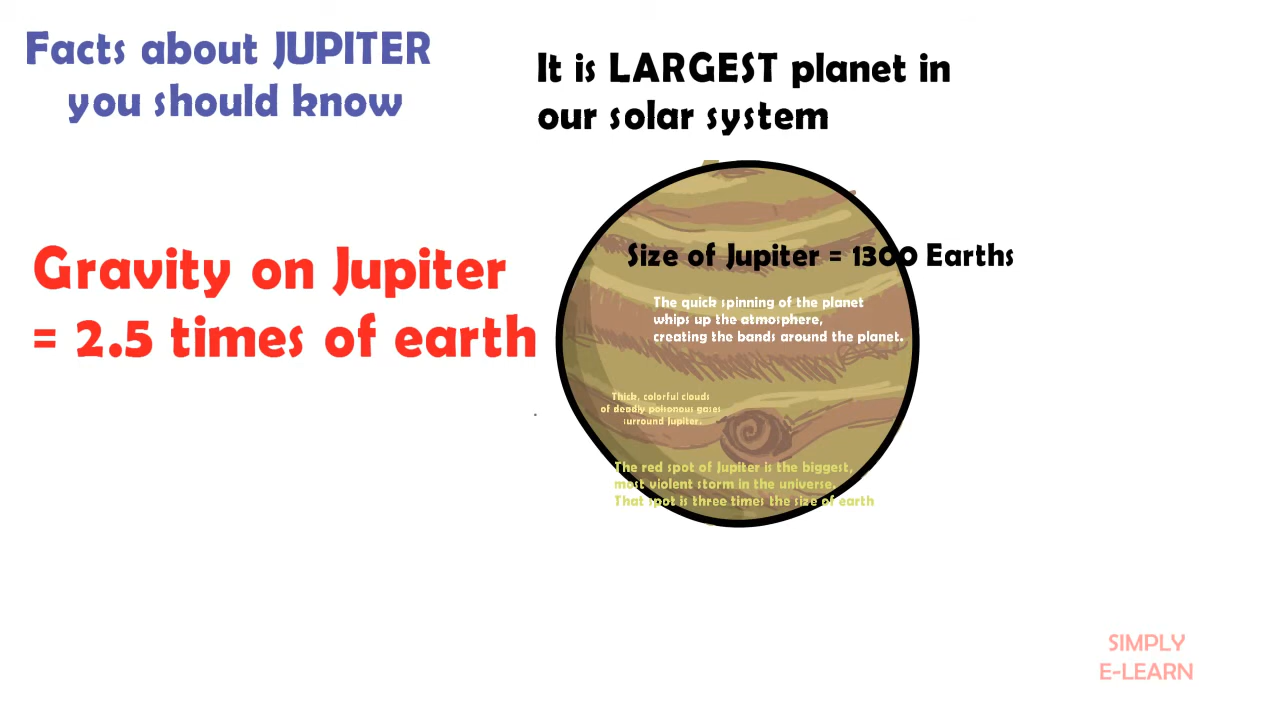 Facts about JUPITER
you should know
It is LARGEST planet in
our solar system
Gravity on Jupiter
= 2.5 times of earth
Size of Jupiter = 1300 Earths
The quick spinning of the planet
whips up the atmosphere,
creating the bands around the planet.
Thick, colorful clouds
of deadly poisonous gases
surround Jupiter.
The red spot of Jupiter is the biggest,
most violent storm in the universe.
That spot is three times the size of earth
SIMPLY
E-LEARN